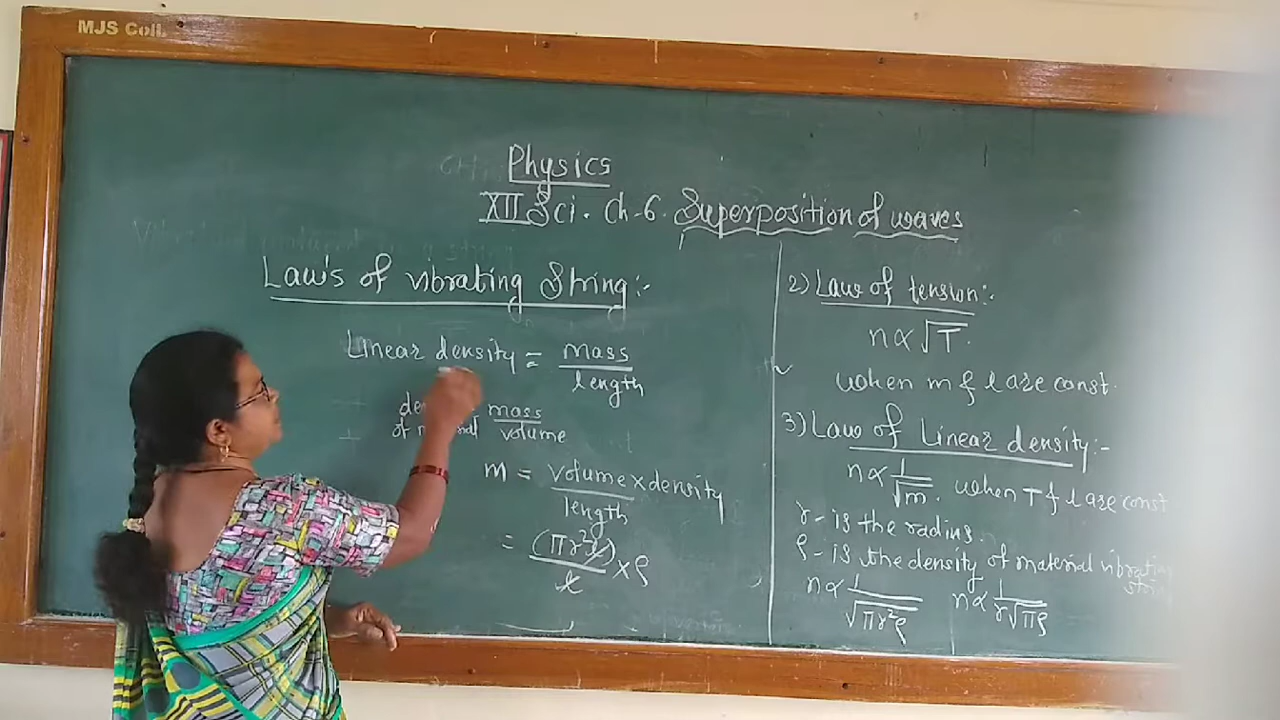 MJS Coll.
Physics
XII Sci. Ch-6. Superposition of waves
Law's of vibrating String:-
Linear density = mass / length
mass / volume
m = volume × density / length
= (πr²l) / l × ρ
2) Law of tension:-
n ∝ √T.
when m & l are const.
3) Law of Linear density:-
n ∝ 1/√m. when T & l are const
r - is the radius.
ρ - is the density of material vibrating
n ∝ 1/√πr²ρ
n ∝ 1/r√πρ